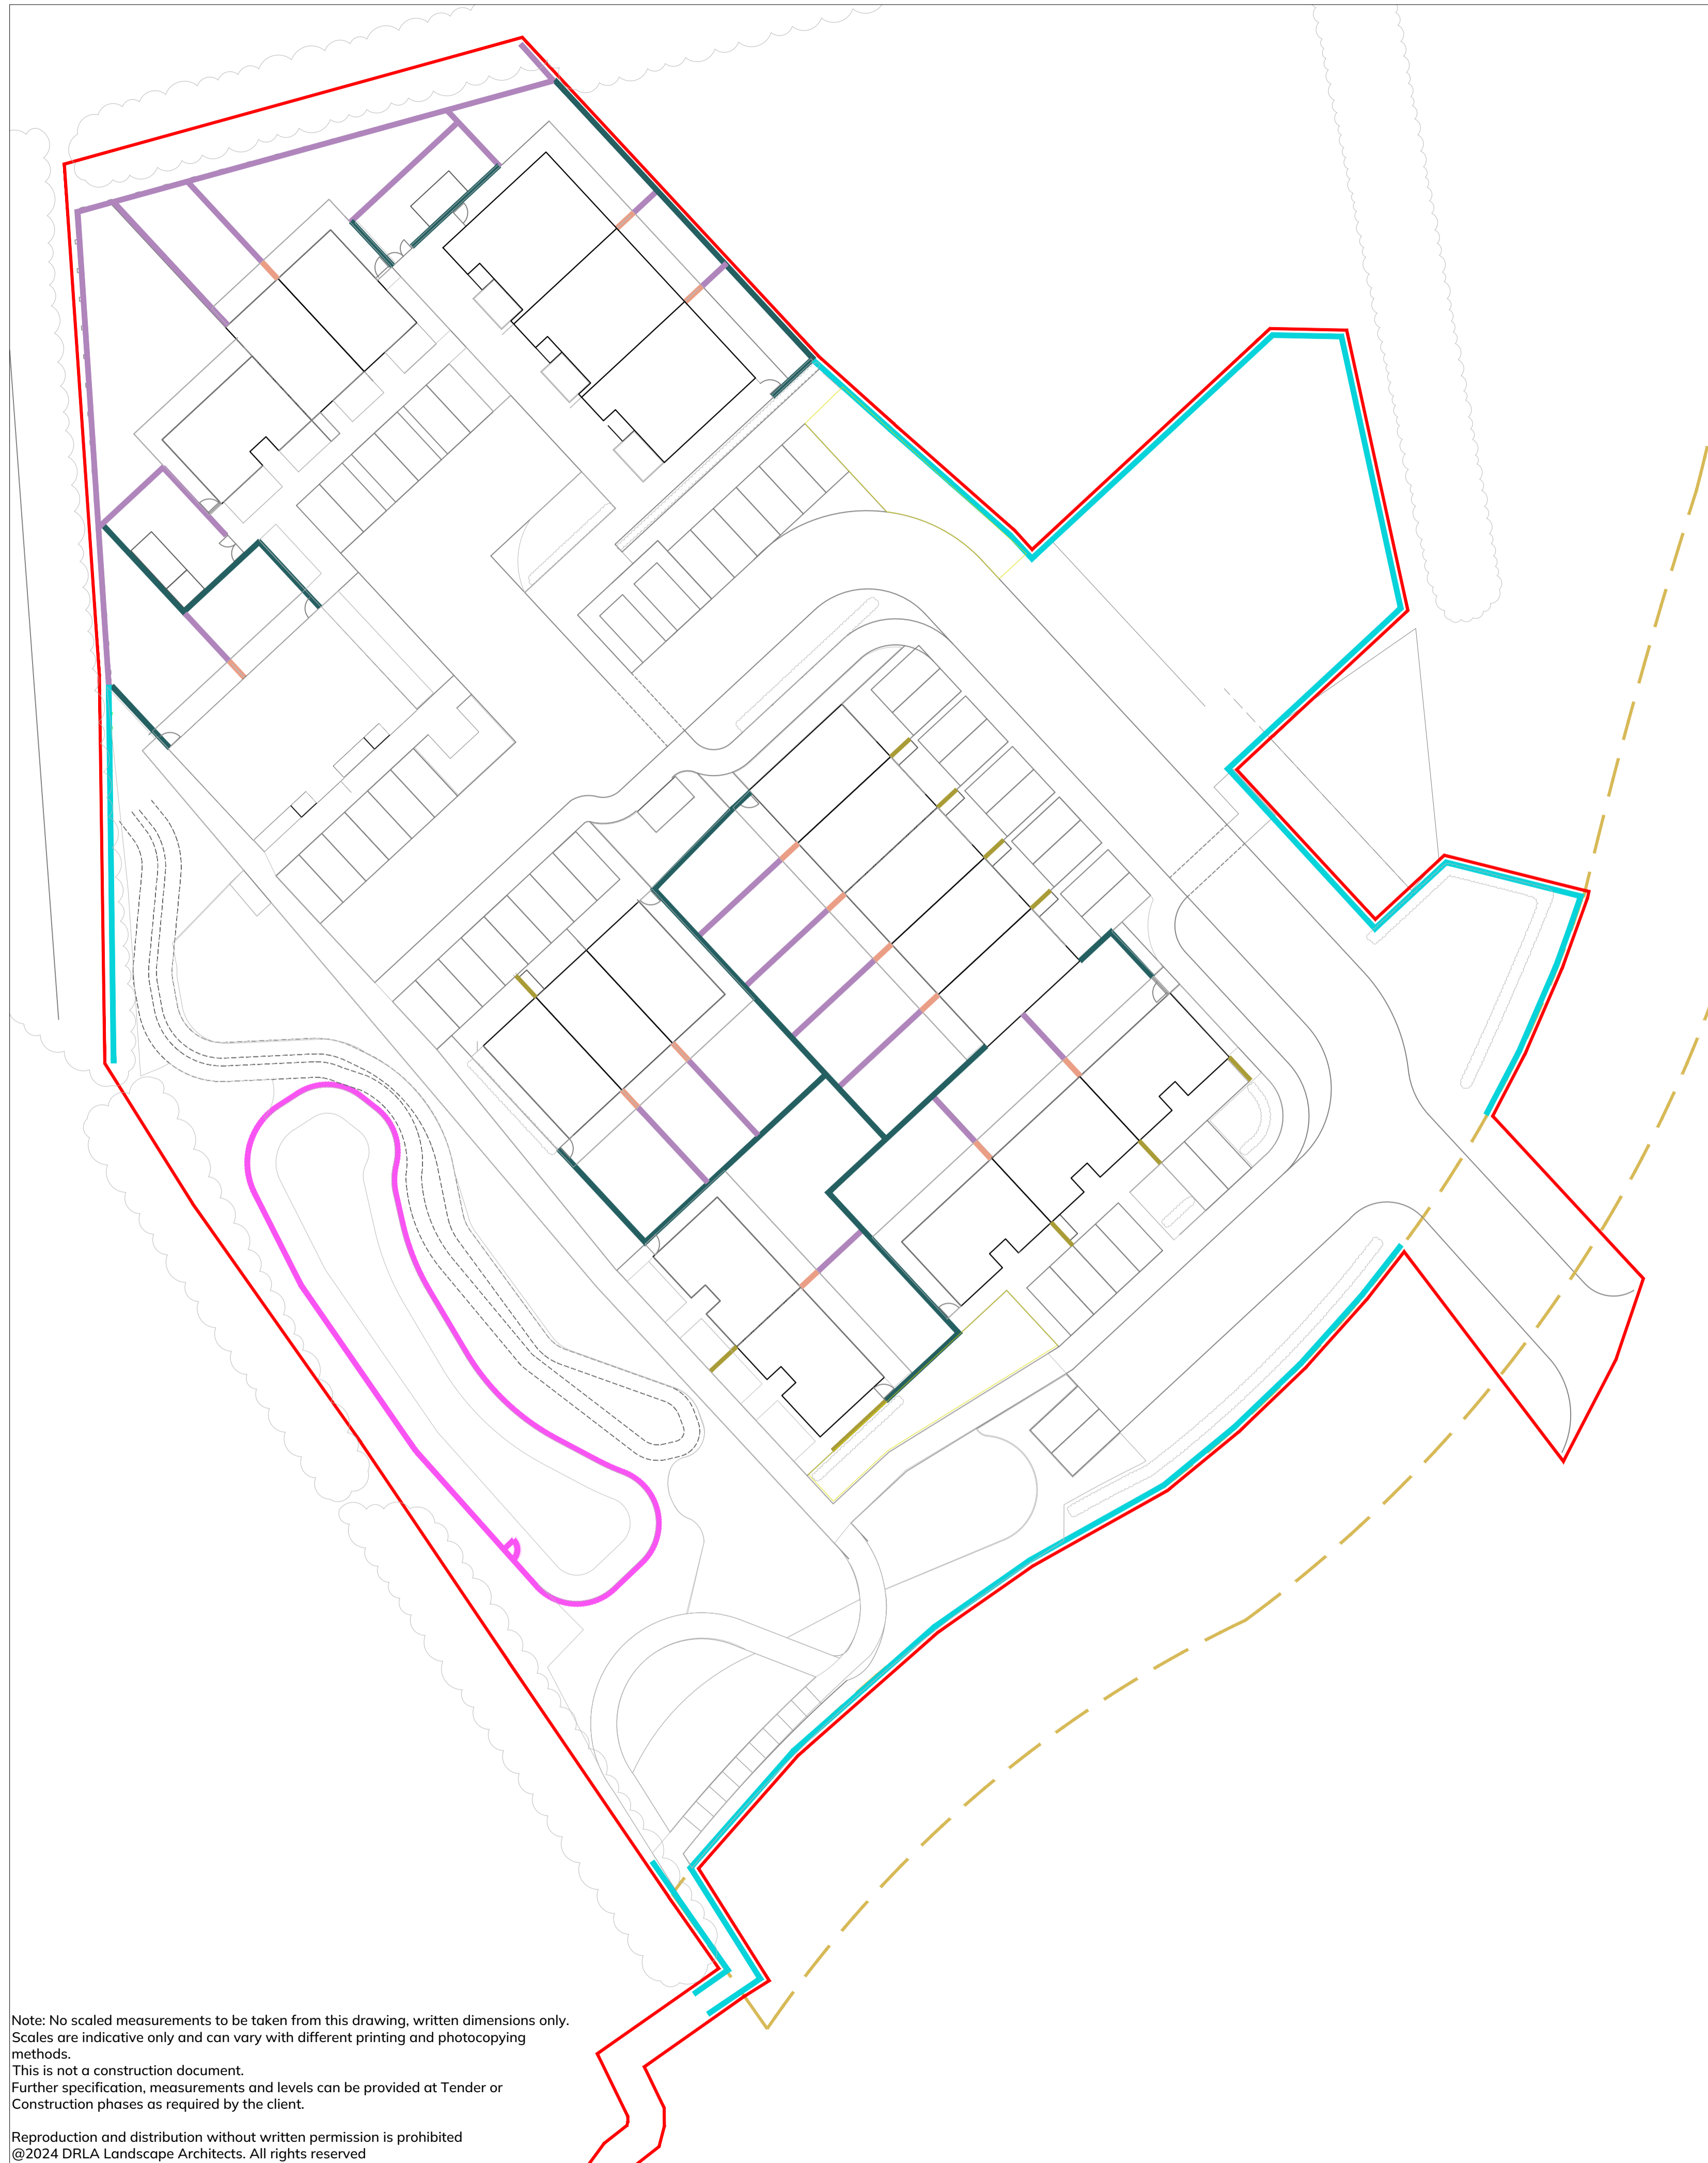 Note: No scaled measurements to be taken from this drawing, written dimensions only.
Scales are indicative only and can vary with different printing and photocopying
methods.
This is not a construction document.
Further specification, measurements and levels can be provided at Tender or
Construction phases as required by the client.
Reproduction and distribution without written permission is prohibited
@2024 DRLA Landscape Architects. All rights reserved